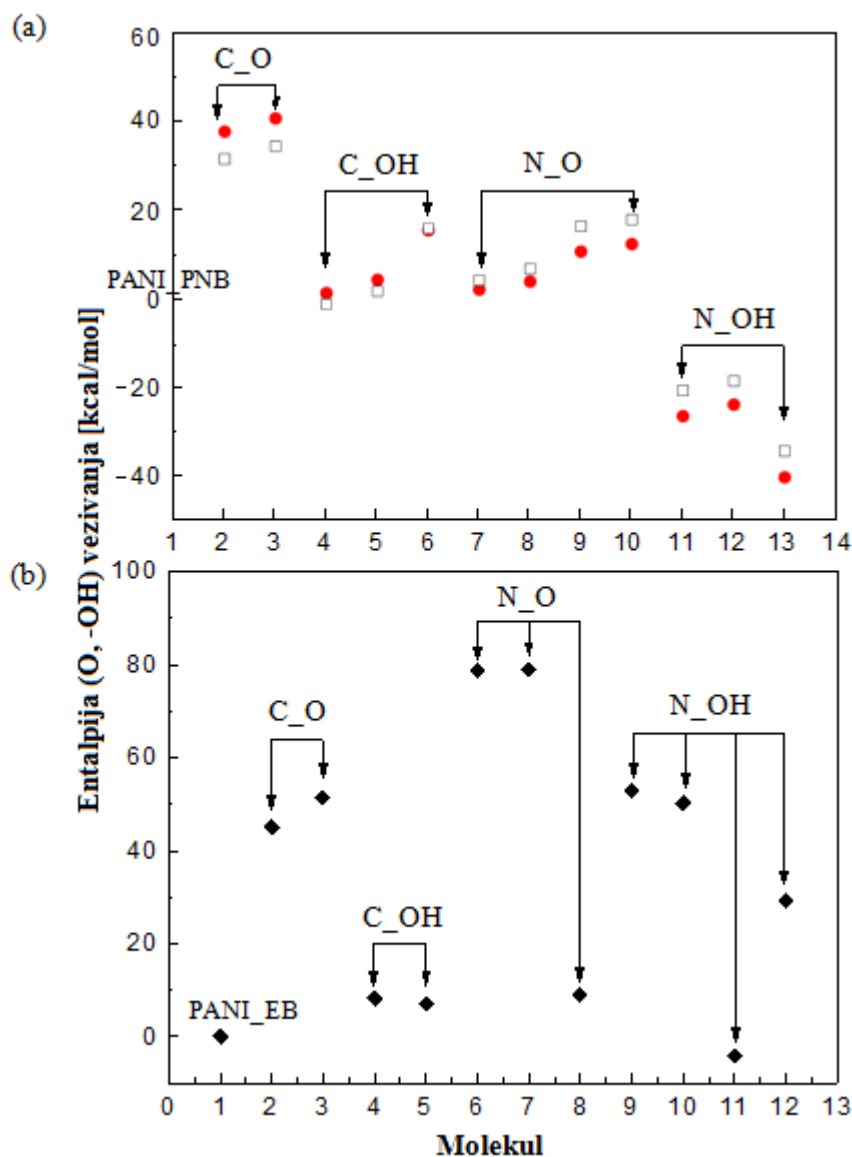 (a)
60
40
20
0
−20
−40
C_O
C_OH
N_O
N_OH
PANI PNB
1 2 3 4 5 6 7 8 9 10 11 12 13 14
Entalpija (O, -OH) vezivanja [kcal/mol]
(b)
100
80
60
40
20
0
N_O
C_O
N_OH
C_OH
PANI_EB
0 1 2 3 4 5 6 7 8 9 10 11 12 13
Molekul